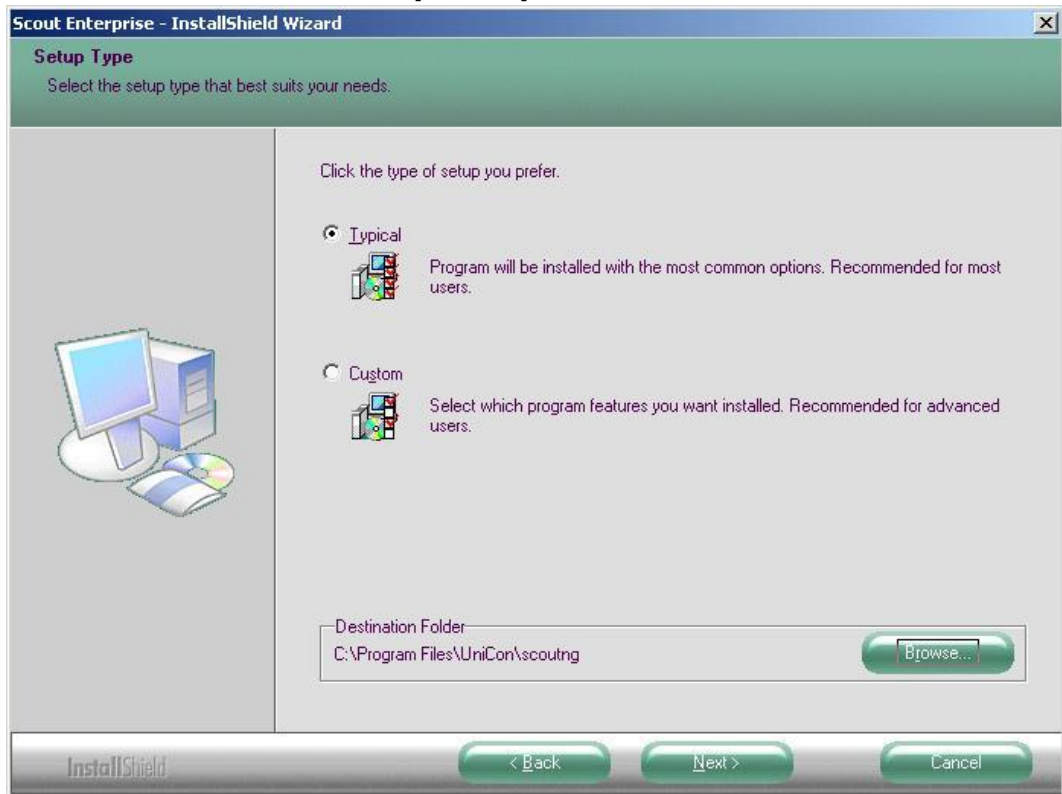 Scout Enterprise - InstallShield Wizard
Setup Type
Select the setup type that best suits your needs.
Click the type of setup you prefer.
Typical
Program will be installed with the most common options. Recommended for most
users.
Custom
Select which program features you want installed. Recommended for advanced
users.
Destination Folder
C:\Program Files\UniCon\scoutng
Browse...
InstallShield
< Back
Next >
Cancel